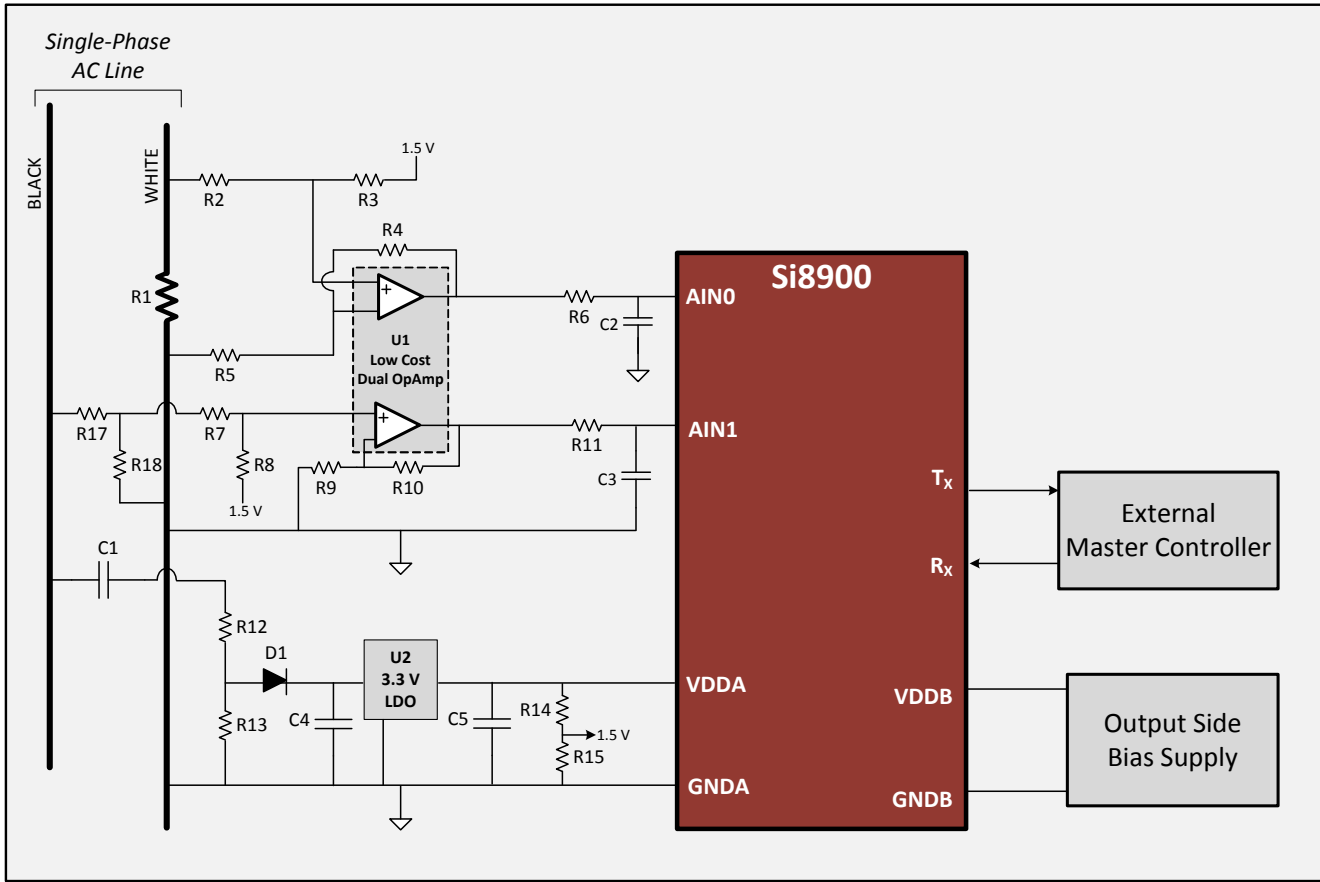 Single-Phase
AC Line
BLACK
WHITE
1.5 V
R2
R3
R4
R1
Si8900
AIN0
R6
C2
U1
Low Cost
Dual OpAmp
R5
R17
R7
R11
AIN1
R18
R8
R9
R10
C3
1.5 V
TX
External
Master Controller
RX
C1
R12
D1
U2
3.3 V
LDO
VDDA
VDDB
R13
C4
C5
R14
1.5 V
R15
Output Side
Bias Supply
GNDA
GNDB